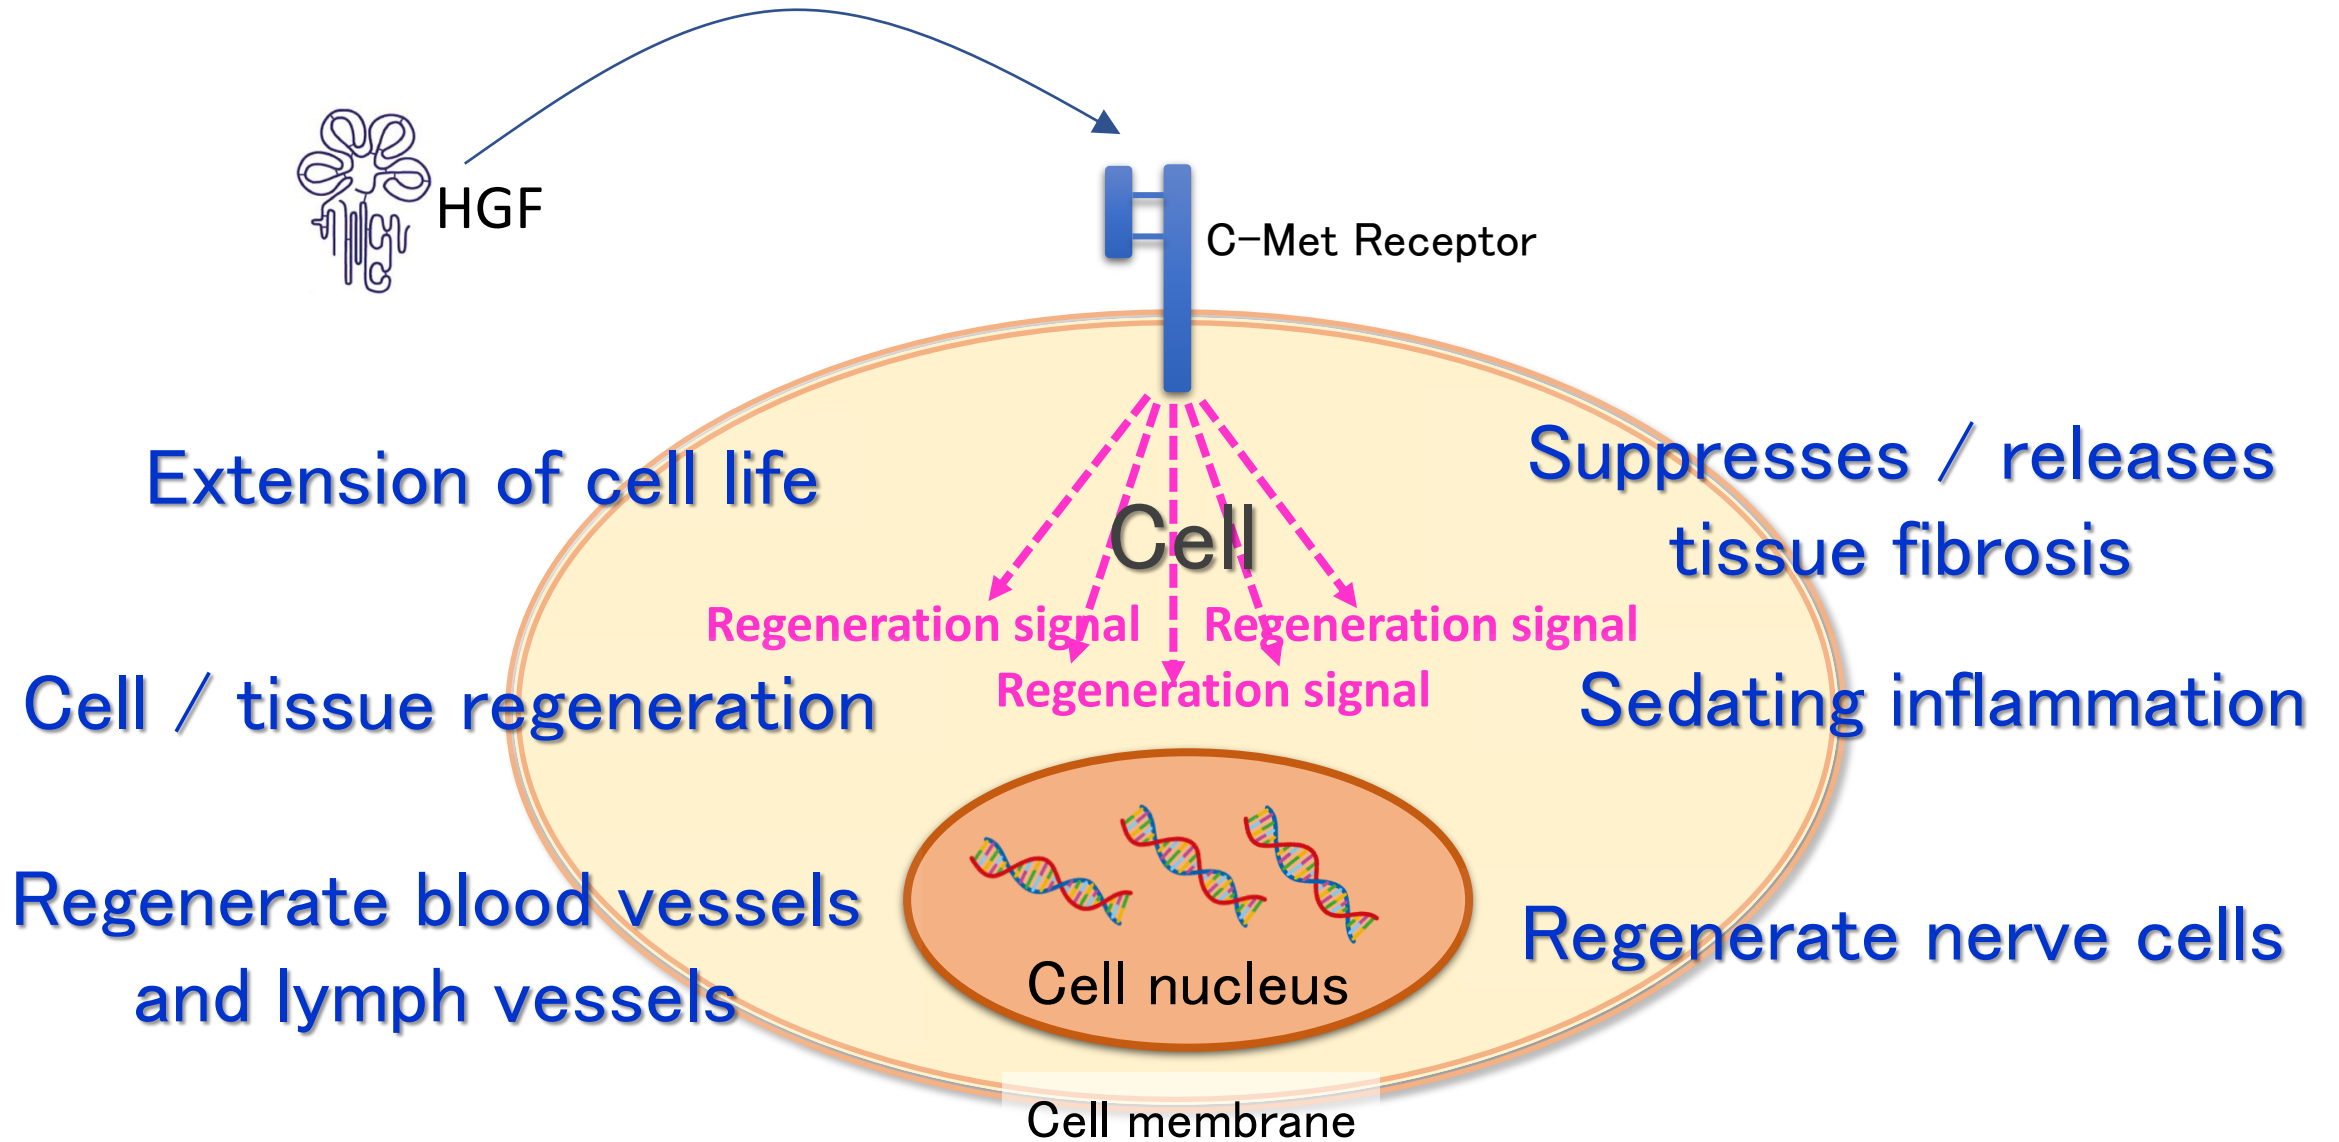 HGF
C-Met Receptor
Extension of cell life
Suppresses / releases
tissue fibrosis
Cell
Regeneration signal
Regeneration signal
Regeneration signal
Cell / tissue regeneration
Sedating inflammation
Regenerate blood vessels
and lymph vessels
Regenerate nerve cells
Cell nucleus
Cell membrane